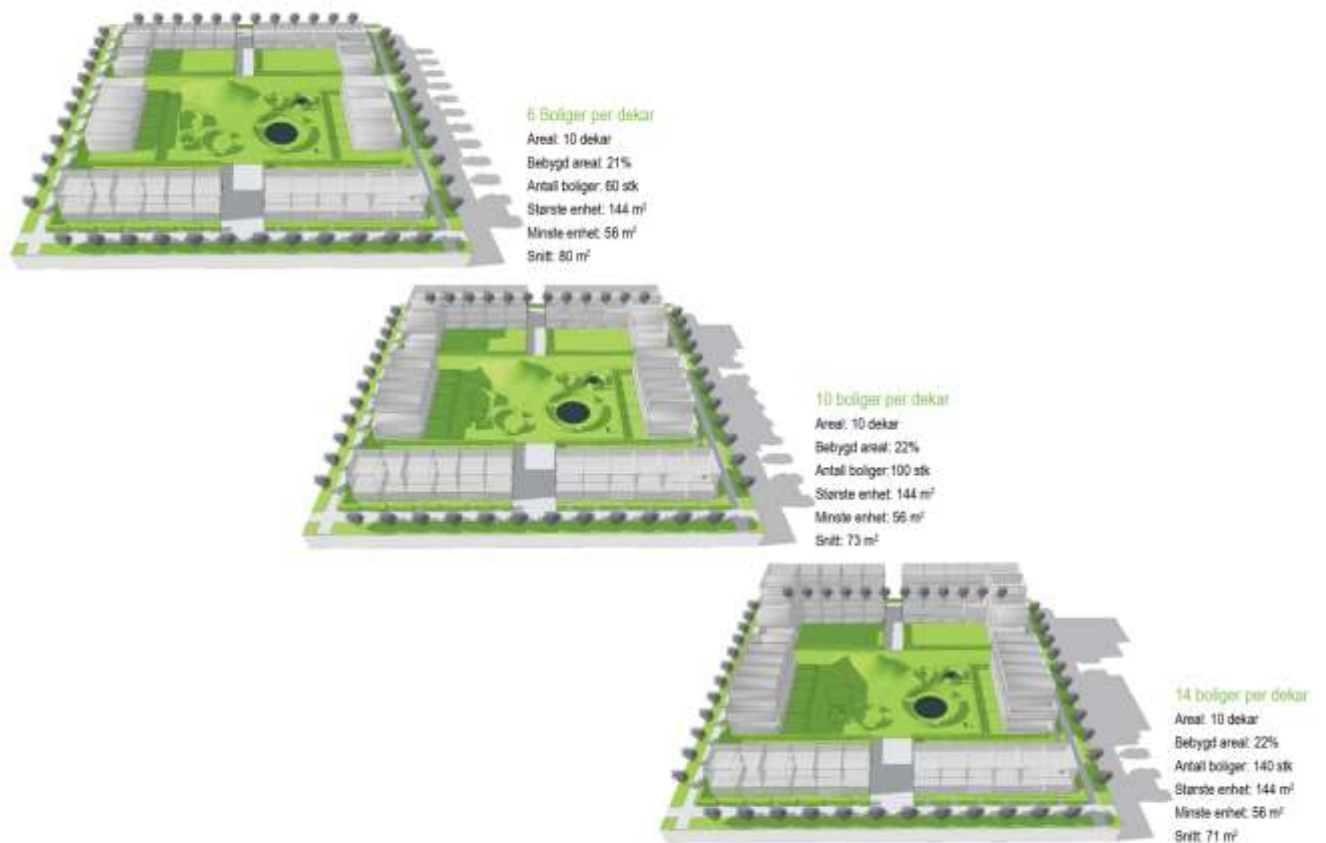 6 Boliger per dekar
Areal: 10 dekar
Bebygd areal: 21%
Antall boliger: 60 stk
Største enhet: 144 m²
Minste enhet: 56 m²
Snitt: 80 m²
10 boliger per dekar
Areal: 10 dekar
Bebygd areal: 22%
Antall boliger:100 stk
Største enhet: 144 m²
Minste enhet: 56 m²
Snitt: 73 m²
14 boliger per dekar
Areal: 10 dekar
Bebygd areal: 22%
Antall boliger: 140 stk
Største enhet: 144 m²
Minste enhet: 56 m²
Snitt: 71 m²